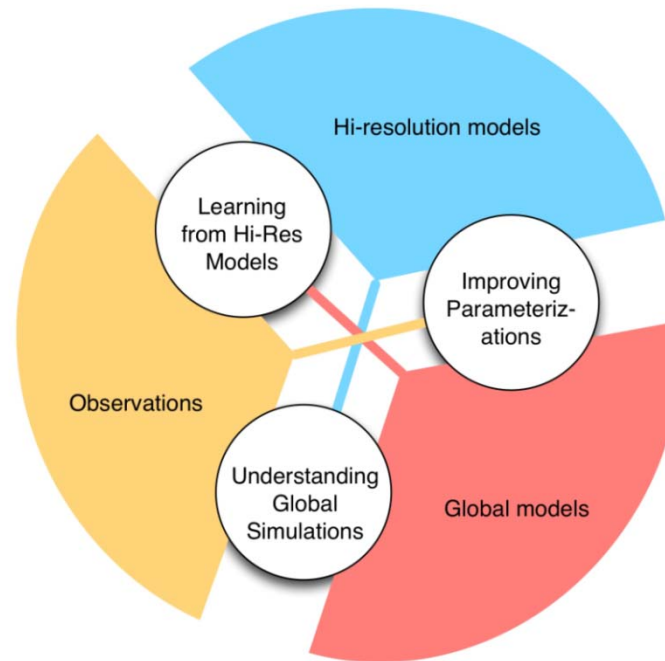 Hi-resolution models
Learning
from Hi-Res
Models
Improving
Parameteriz-
ations
Observations
Understanding
Global
Simulations
Global models